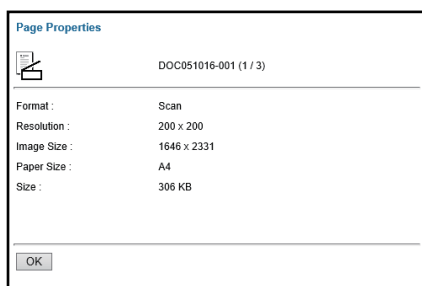 Page Properties
DOC051016-001 (1 / 3)
Format : Scan
Resolution : 200 x 200
Image Size : 1646 x 2331
Paper Size : A4
Size : 306 KB
OK